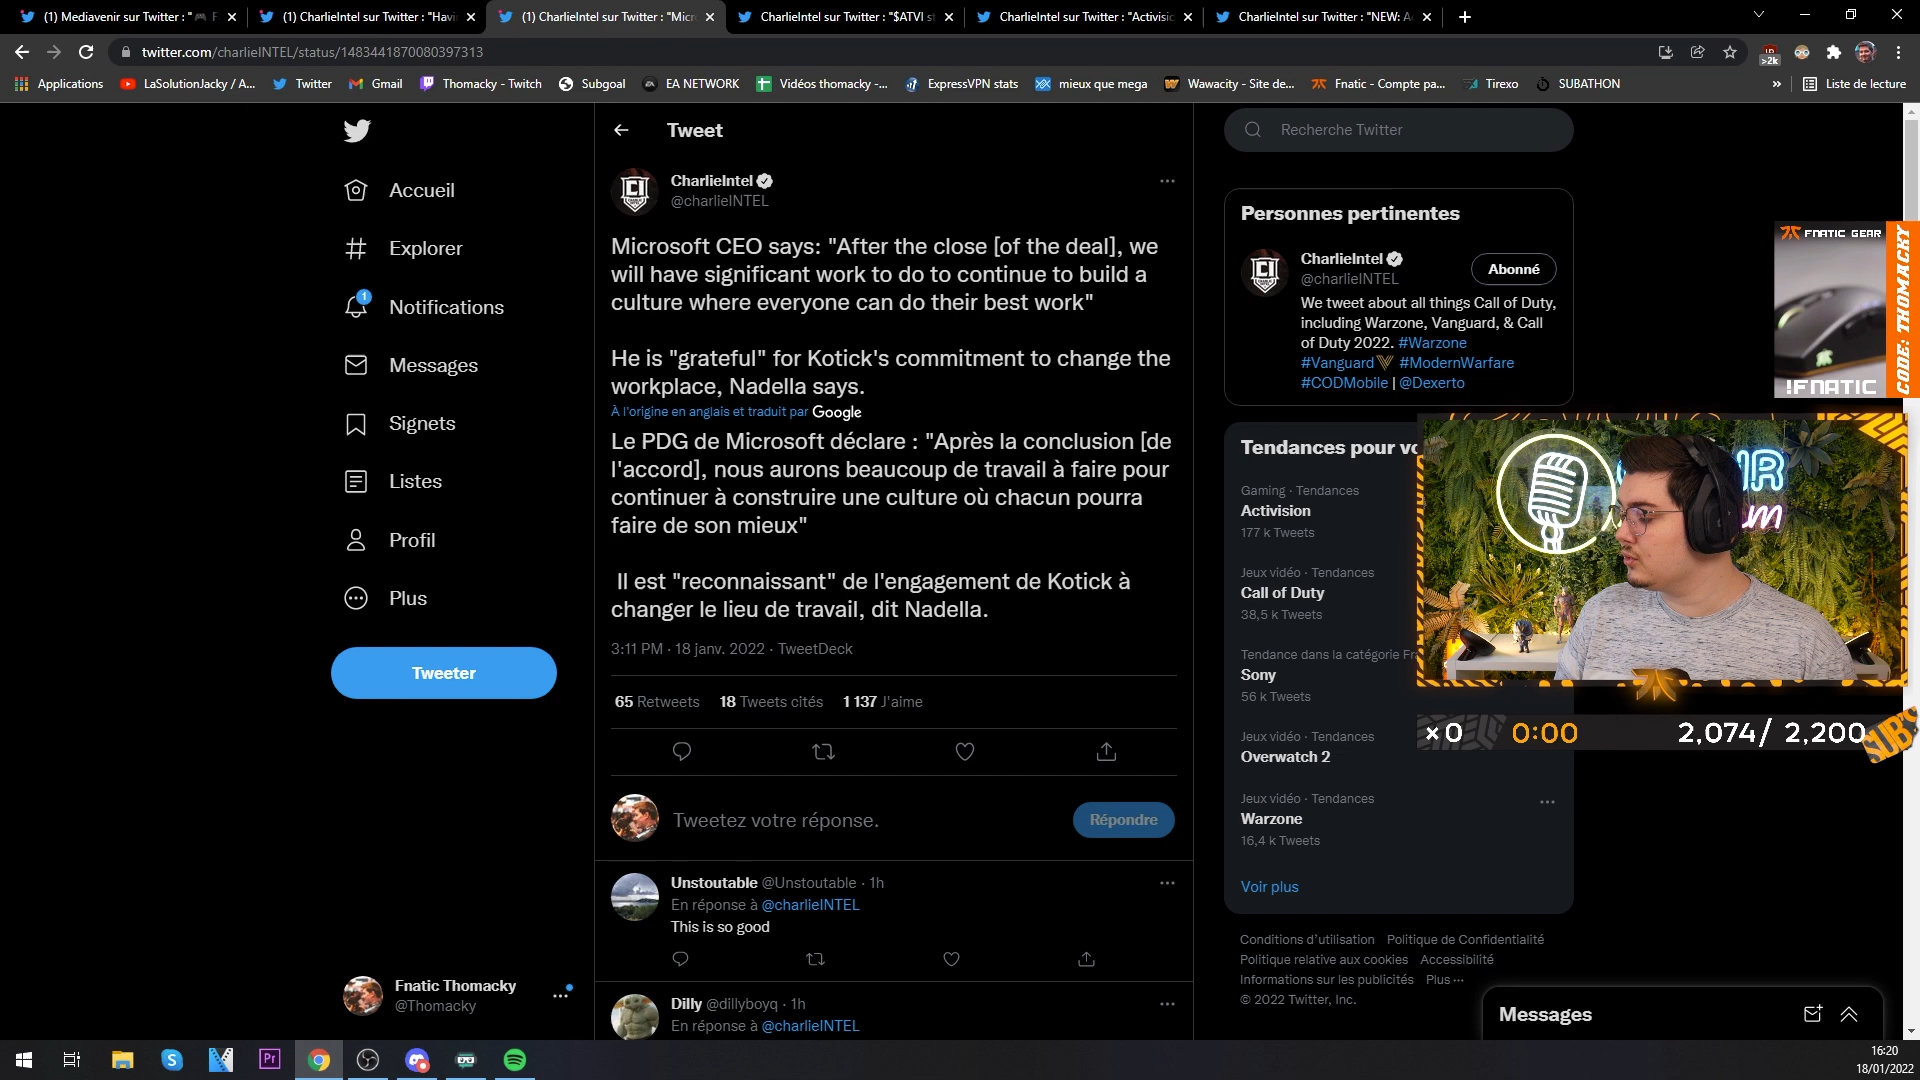 (1) Mediavenir sur Twitter : "🎮 F
(1) CharlieIntel sur Twitter : "Havi
(1) CharlieIntel sur Twitter : "Micr
CharlieIntel sur Twitter : "$ATVI s
CharlieIntel sur Twitter : "Activisi
CharlieIntel sur Twitter : "NEW: A
twitter.com/charlieINTEL/status/1483441870080397313
>2k
Applications
LaSolutionJacky / A...
Twitter
Gmail
Thomacky - Twitch
Subgoal
EA NETWORK
Vidéos thomacky -...
ExpressVPN stats
mieux que mega
Wawacity - Site de...
Fnatic - Compte pa...
Tirexo
SUBATHON
»
Liste de lecture
Accueil
Explorer
1
Notifications
Messages
Signets
Listes
Profil
Plus
Tweeter
Fnatic Thomacky
@Thomacky
Tweet
CharlieIntel
@charlieINTEL
Microsoft CEO says: "After the close [of the deal], we
will have significant work to do to continue to build a
culture where everyone can do their best work"
He is "grateful" for Kotick's commitment to change the
workplace, Nadella says.
À l'origine en anglais et traduit par Google
Le PDG de Microsoft déclare : "Après la conclusion [de
l'accord], nous aurons beaucoup de travail à faire pour
continuer à construire une culture où chacun pourra
faire de son mieux"
Il est "reconnaissant" de l'engagement de Kotick à
changer le lieu de travail, dit Nadella.
3:11 PM · 18 janv. 2022 · TweetDeck
65 Retweets 18 Tweets cités 1 137 J'aime
Tweetez votre réponse.
Répondre
Unstoutable @Unstoutable · 1h
En réponse à @charlieINTEL
This is so good
Dilly @dillyboyq · 1h
En réponse à @charlieINTEL
Recherche Twitter
Personnes pertinentes
CharlieIntel
@charlieINTEL
Abonné
We tweet about all things Call of Duty,
including Warzone, Vanguard, & Call
of Duty 2022. #Warzone
#Vanguard #ModernWarfare
#CODMobile | @Dexerto
Tendances pour vo
Gaming · Tendances
Activision
177 k Tweets
Jeux vidéo · Tendances
Call of Duty
38,5 k Tweets
Tendance dans la catégorie Fr
Sony
56 k Tweets
Jeux vidéo · Tendances
Overwatch 2
Jeux vidéo · Tendances
Warzone
16,4 k Tweets
Voir plus
Conditions d'utilisation Politique de Confidentialité
Politique relative aux cookies Accessibilité
Informations sur les publicités Plus ···
© 2022 Twitter, Inc.
Messages
FNATIC GEAR
CODE: THOMACKY
!FNATIC
×0
0:00
2,074/ 2,200
16:20
18/01/2022